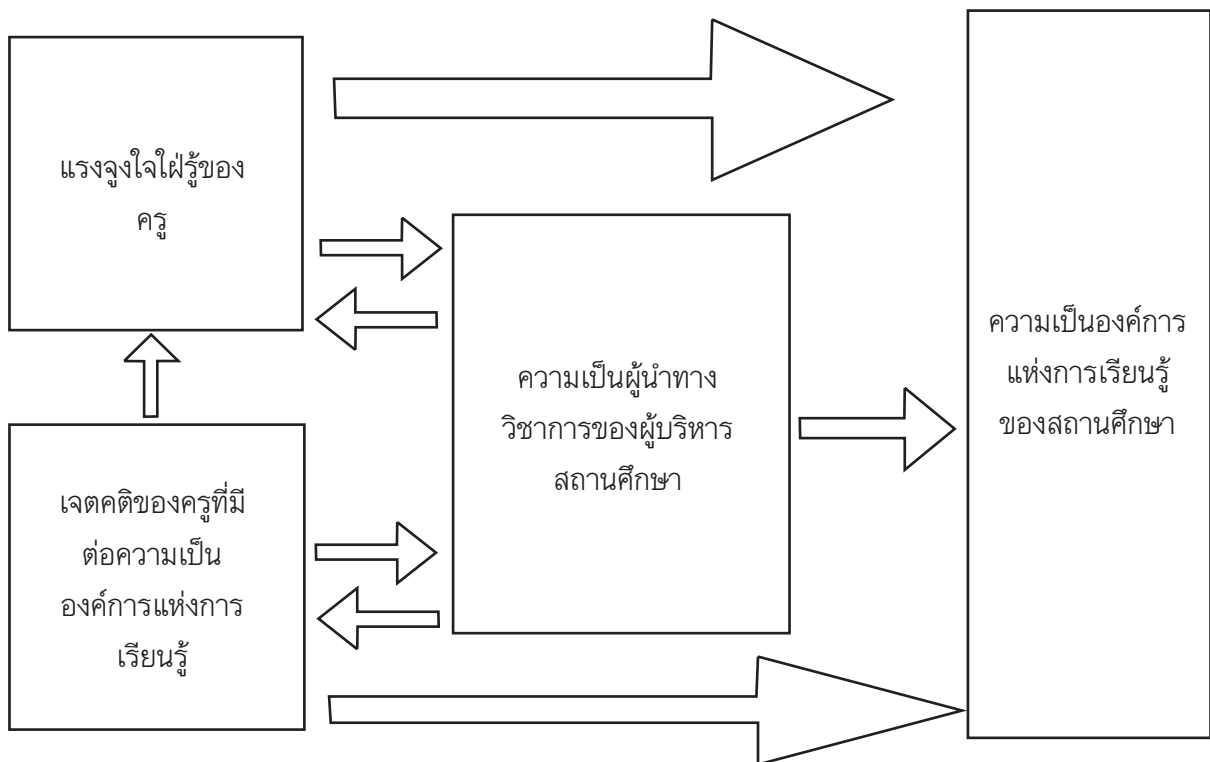 แรงจูงใจใฝ่รู้ของ
ครู
เจตคติของครูที่มี
ต่อความเป็น
องค์การแห่งการ
เรียนรู้
ความเป็นผู้นำทาง
วิชาการของผู้บริหาร
สถานศึกษา
ความเป็นองค์การ
แห่งการเรียนรู้
ของสถานศึกษา